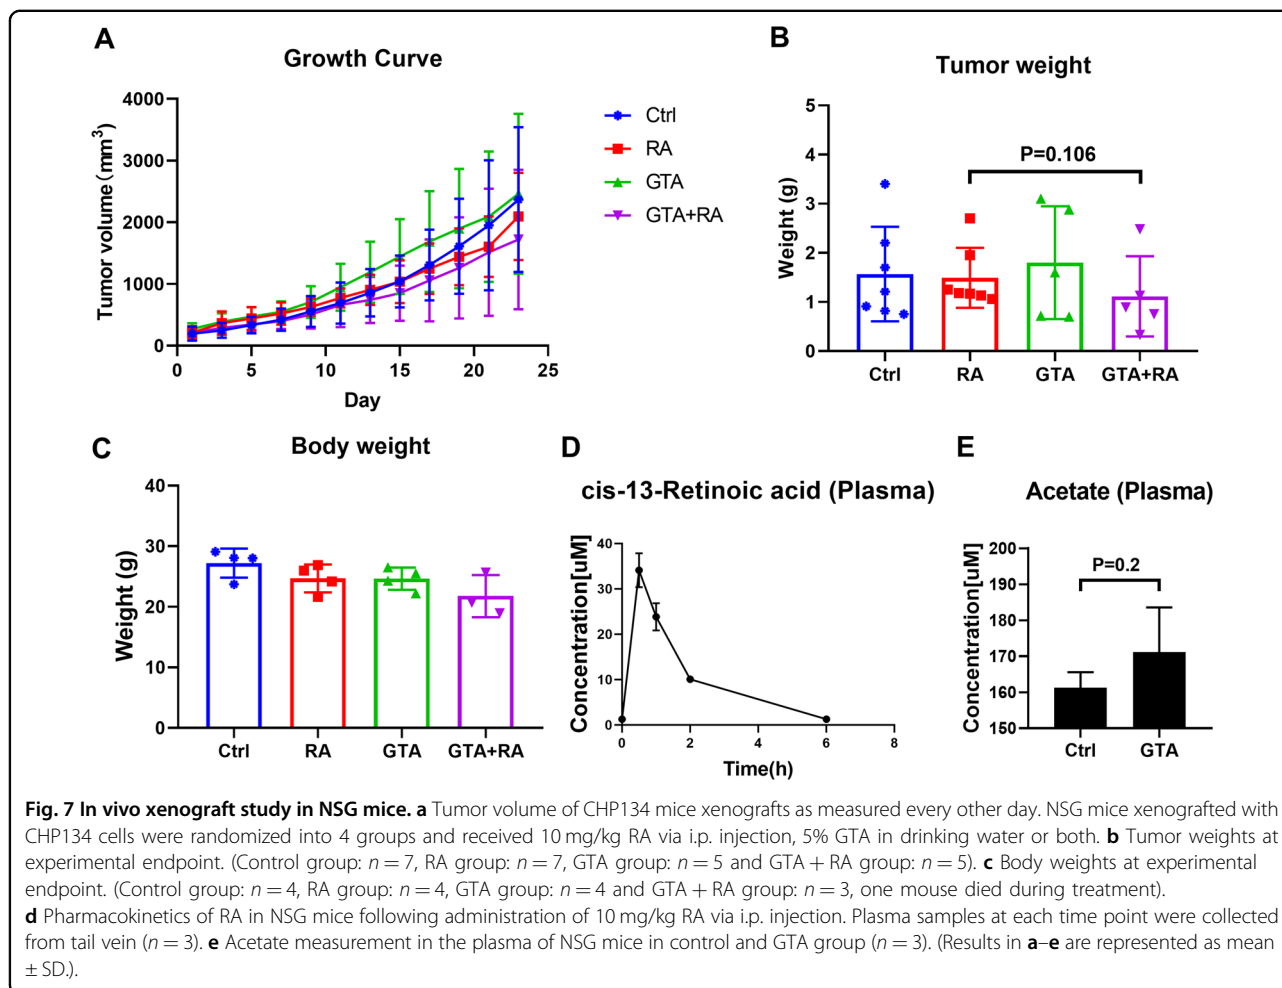 A
Growth Curve
Tumor volume (mm³)
4000
3000
2000
1000
0
0 5 10 15 20 25
Day
Ctrl
RA
GTA
GTA+RA
B
Tumor weight
Weight (g)
5
4
3
2
1
0
P=0.106
Ctrl RA GTA GTA+RA
C
Body weight
Weight (g)
40
30
20
10
0
Ctrl RA GTA GTA+RA
D
cis-13-Retinoic acid (Plasma)
Concentration[uM]
40
30
20
10
0
0 2 4 6 8
Time(h)
E
Acetate (Plasma)
Concentration[uM]
200
190
180
170
160
150
P=0.2
Ctrl GTA
Fig. 7 In vivo xenograft study in NSG mice. a Tumor volume of CHP134 mice xenografts as measured every other day. NSG mice xenografted with
CHP134 cells were randomized into 4 groups and received 10 mg/kg RA via i.p. injection, 5% GTA in drinking water or both. b Tumor weights at
experimental endpoint. (Control group: n = 7, RA group: n = 7, GTA group: n = 5 and GTA + RA group: n = 5). c Body weights at experimental
endpoint. (Control group: n = 4, RA group: n = 4, GTA group: n = 4 and GTA + RA group: n = 3, one mouse died during treatment).
d Pharmacokinetics of RA in NSG mice following administration of 10 mg/kg RA via i.p. injection. Plasma samples at each time point were collected
from tail vein (n = 3). e Acetate measurement in the plasma of NSG mice in control and GTA group (n = 3). (Results in a–e are represented as mean
± SD.).